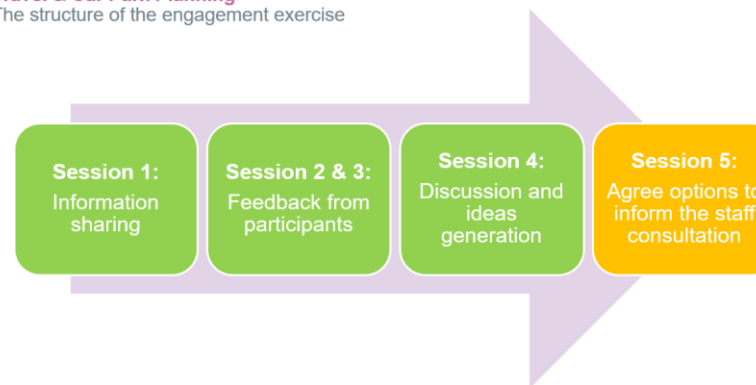 The structure of the engagement exercise
Session 1:
Information
sharing
Session 2 & 3:
Feedback from
participants
Session 4:
Discussion and
ideas
generation
Session 5:
Agree options to
inform the staff
consultation